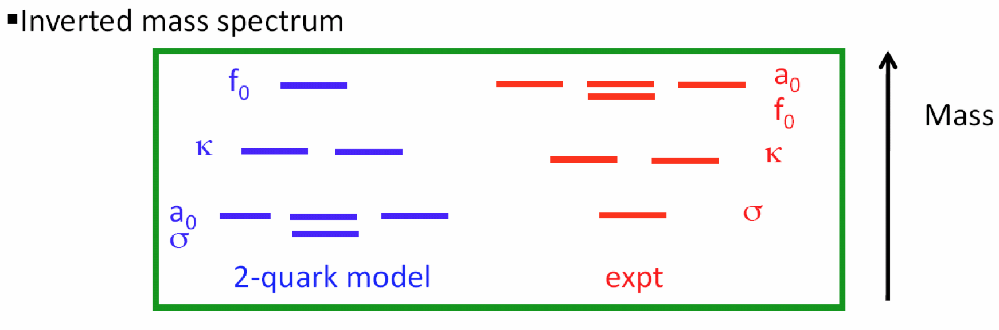 ▪Inverted mass spectrum
f₀
κ
a₀
σ
2-quark model
a₀
f₀
κ
σ
expt
Mass